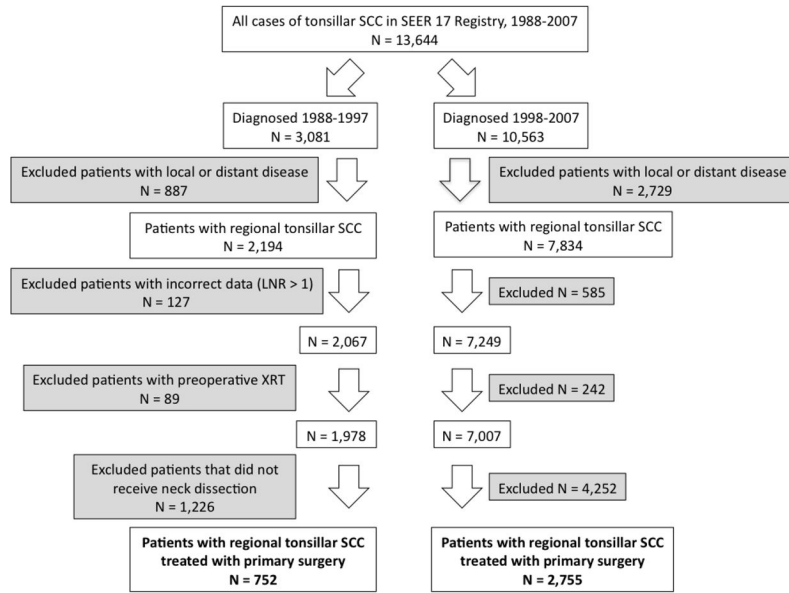 All cases of tonsillar SCC in SEER 17 Registry, 1988-2007
N = 13,644
Diagnosed 1988-1997
N = 3,081
Diagnosed 1998-2007
N = 10,563
Excluded patients with local or distant disease
N = 887
Excluded patients with local or distant disease
N = 2,729
Patients with regional tonsillar SCC
N = 2,194
Patients with regional tonsillar SCC
N = 7,834
Excluded patients with incorrect data (LNR > 1)
N = 127
Excluded N = 585
N = 2,067
N = 7,249
Excluded patients with preoperative XRT
N = 89
Excluded N = 242
N = 1,978
N = 7,007
Excluded patients that did not
receive neck dissection
N = 1,226
Excluded N = 4,252
Patients with regional tonsillar SCC
treated with primary surgery
N = 752
Patients with regional tonsillar SCC
treated with primary surgery
N = 2,755